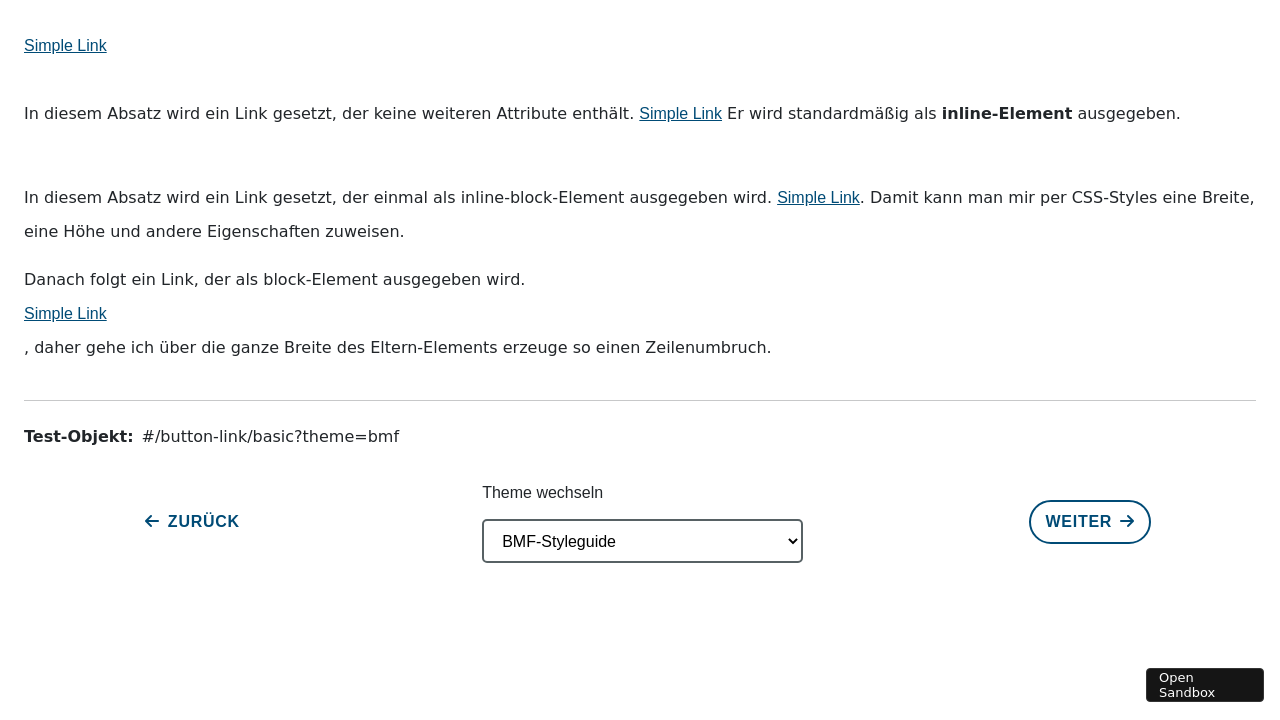 Simple Link
In diesem Absatz wird ein Link gesetzt, der keine weiteren Attribute enthält. Simple Link Er wird standardmäßig als inline-Element ausgegeben.
In diesem Absatz wird ein Link gesetzt, der einmal als inline-block-Element ausgegeben wird. Simple Link. Damit kann man mir per CSS-Styles eine Breite,
eine Höhe und andere Eigenschaften zuweisen.
Danach folgt ein Link, der als block-Element ausgegeben wird.
Simple Link
, daher gehe ich über die ganze Breite des Eltern-Elements erzeuge so einen Zeilenumbruch.
Test-Objekt: #/button-link/basic?theme=bmf
Theme wechseln
ZURÜCK
BMF-Styleguide
WEITER
Open
Sandbox